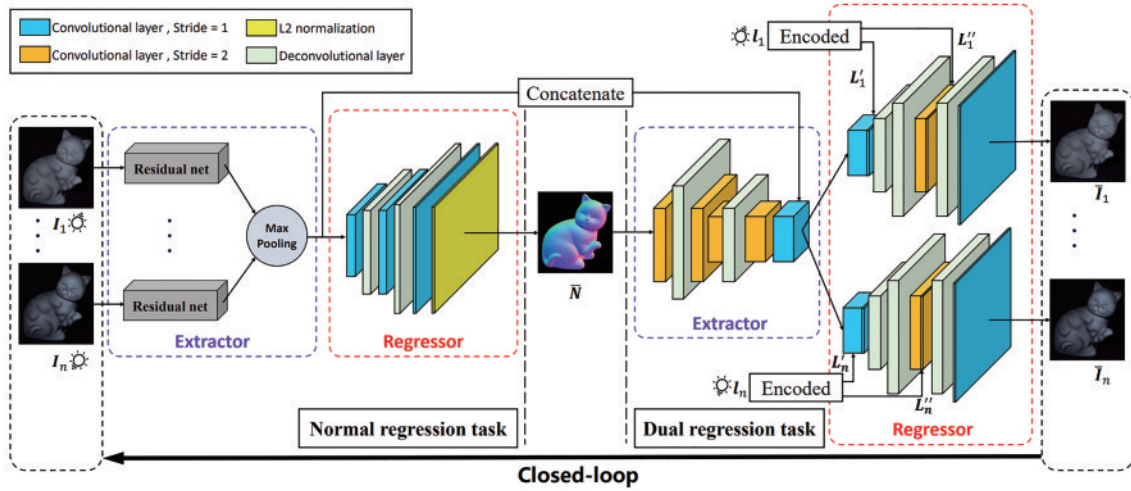 Convolutional layer , Stride = 1
L2 normalization
Convolutional layer , Stride = 2
Deconvolutional layer
I₁
Iₙ
Residual net
Residual net
Max
Pooling
Extractor
Regressor
Normal regression task
Concatenate
N̄
Extractor
Dual regression task
l₁
Encoded
L₁′
L₁′′
lₙ
Encoded
Lₙ′
Lₙ′′
Regressor
Ī₁
Īₙ
Closed-loop